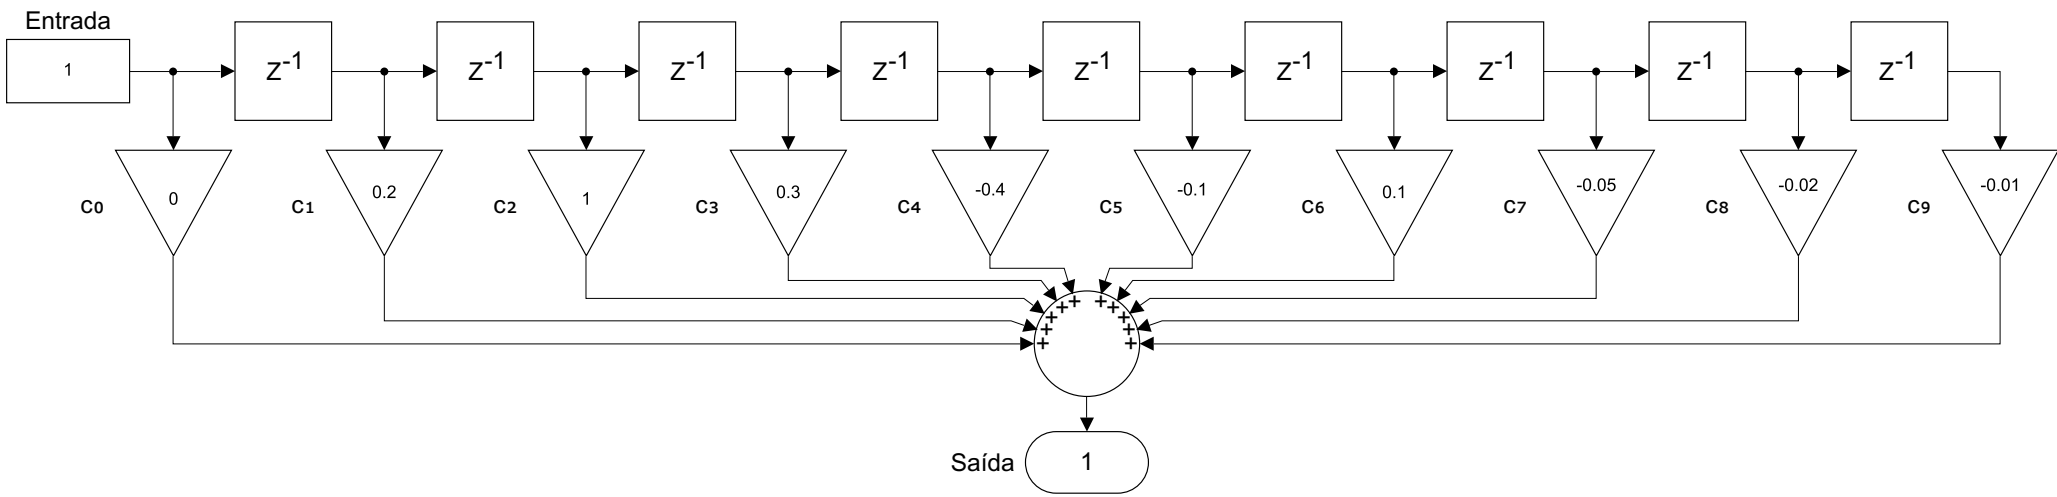 Entrada
1
Z-1 Z-1 Z-1 Z-1 Z-1 Z-1 Z-1 Z-1 Z-1
C0 0 C1 0.2 C2 1 C3 0.3 C4 -0.4 C5 -0.1 C6 0.1 C7 -0.05 C8 -0.02 C9 -0.01
+ + + + + + + + + +
Saída 1